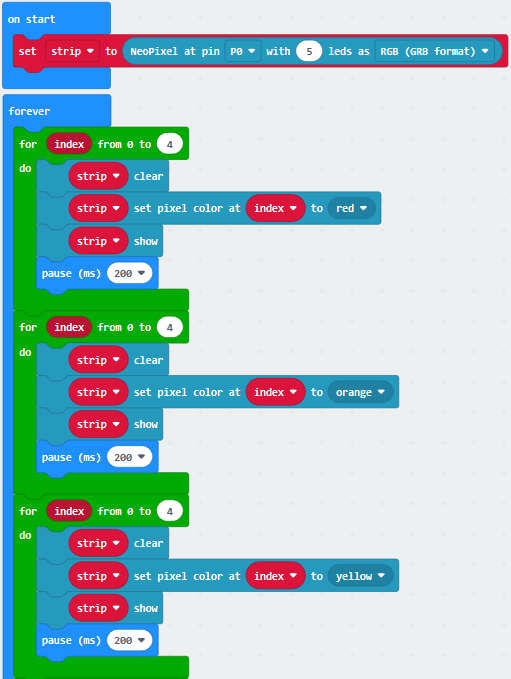 on start
set strip to NeoPixel at pin P0 with 5 leds as RGB (GRB format)
forever
for index from 0 to 4
do
strip clear
strip set pixel color at index to red
strip show
pause (ms) 200
for index from 0 to 4
do
strip clear
strip set pixel color at index to orange
strip show
pause (ms) 200
for index from 0 to 4
do
strip clear
strip set pixel color at index to yellow
strip show
pause (ms) 200